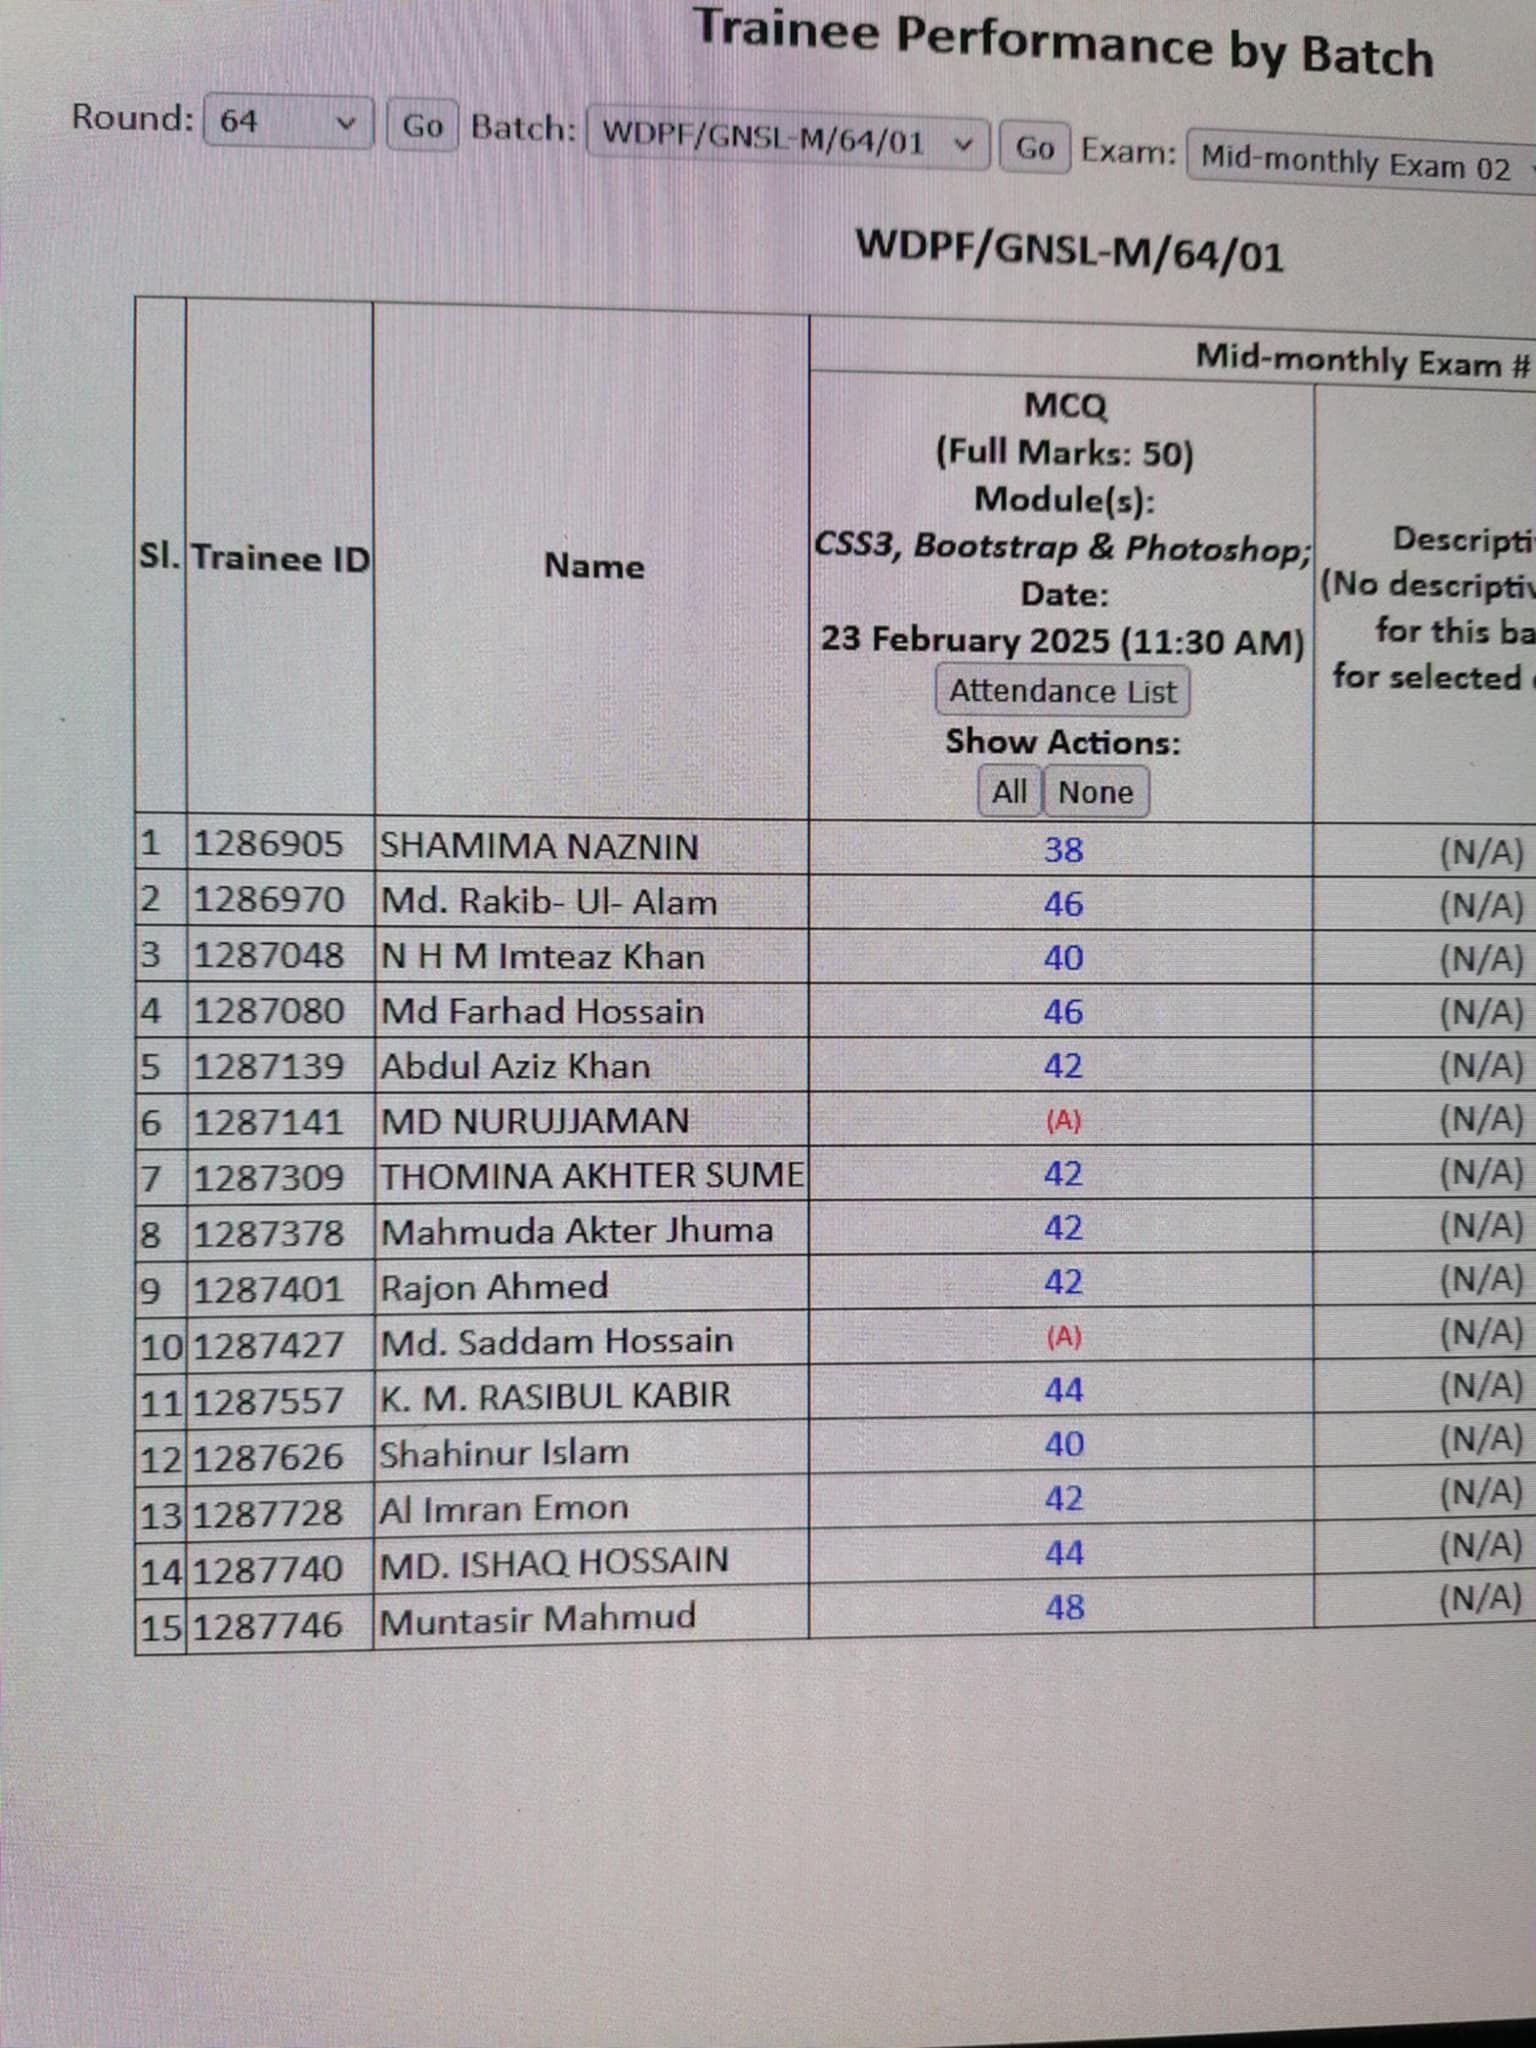 Trainee Performance by Batch
Round: 64 Go Batch: WDPF/GNSL-M/64/01 Go Exam: Mid-monthly Exam 02
WDPF/GNSL-M/64/01
Mid-monthly Exam #
Sl. Trainee ID Name
MCQ
(Full Marks: 50)
Module(s):
CSS3, Bootstrap & Photoshop;
Date:
23 February 2025 (11:30 AM)
Attendance List
Show Actions:
All None
Descripti
(No descriptiv
for this ba
for selected
1 1286905 SHAMIMA NAZNIN 38 (N/A)
2 1286970 Md. Rakib- Ul- Alam 46 (N/A)
3 1287048 N H M Imteaz Khan 40 (N/A)
4 1287080 Md Farhad Hossain 46 (N/A)
5 1287139 Abdul Aziz Khan 42 (N/A)
6 1287141 MD NURUJJAMAN (A) (N/A)
7 1287309 THOMINA AKHTER SUME 42 (N/A)
8 1287378 Mahmuda Akter Jhuma 42 (N/A)
9 1287401 Rajon Ahmed 42 (N/A)
10 1287427 Md. Saddam Hossain (A) (N/A)
11 1287557 K. M. RASIBUL KABIR 44 (N/A)
12 1287626 Shahinur Islam 40 (N/A)
13 1287728 Al Imran Emon 42 (N/A)
14 1287740 MD. ISHAQ HOSSAIN 44 (N/A)
15 1287746 Muntasir Mahmud 48 (N/A)